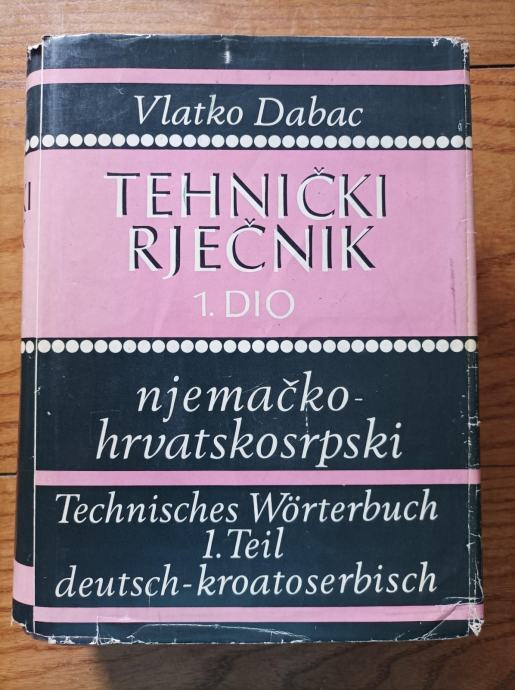 Vlatko Dabac
TEHNIČKI
RJEČNIK
1. DIO
njemačko-
hrvatskosrpski
Technisches Wörterbuch
1. Teil
deutsch-kroatoserbisch